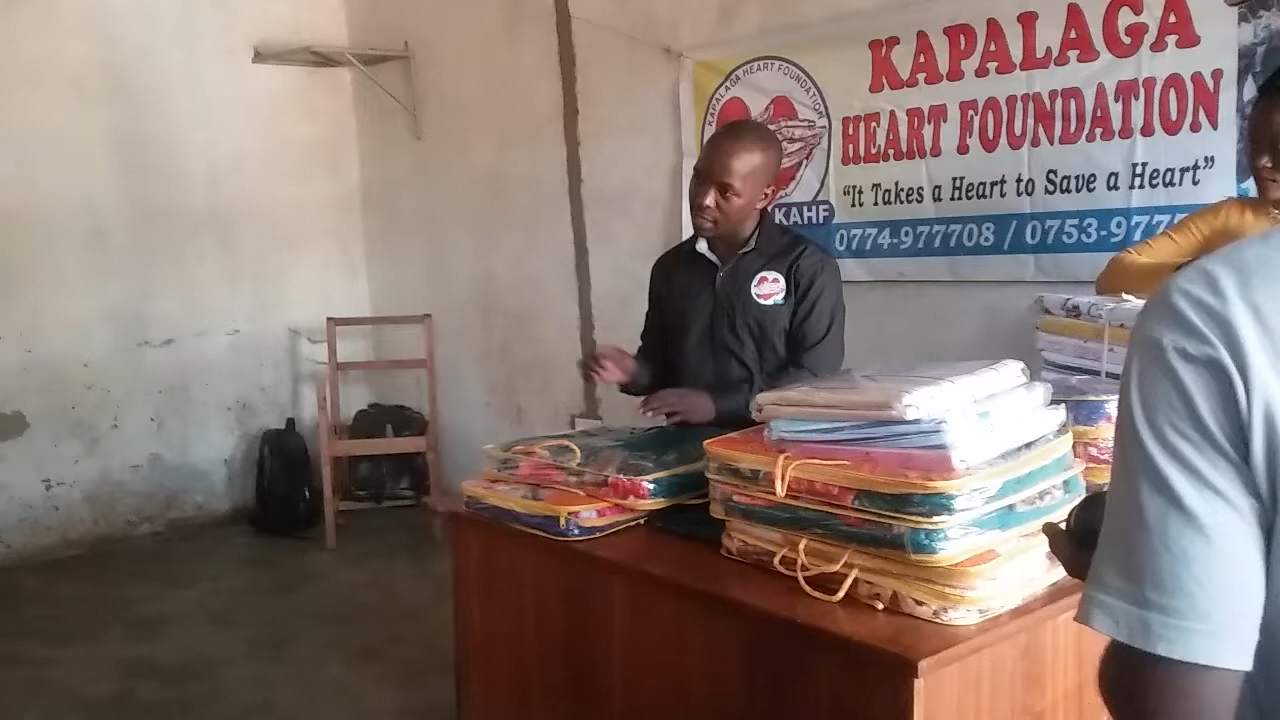 KAPALAGA
HEART FOUNDATION
"It Takes a Heart to Save a Heart"
0774-977708 / 0753-977
KAPALAGA HEART FOUNDATION
KAHF